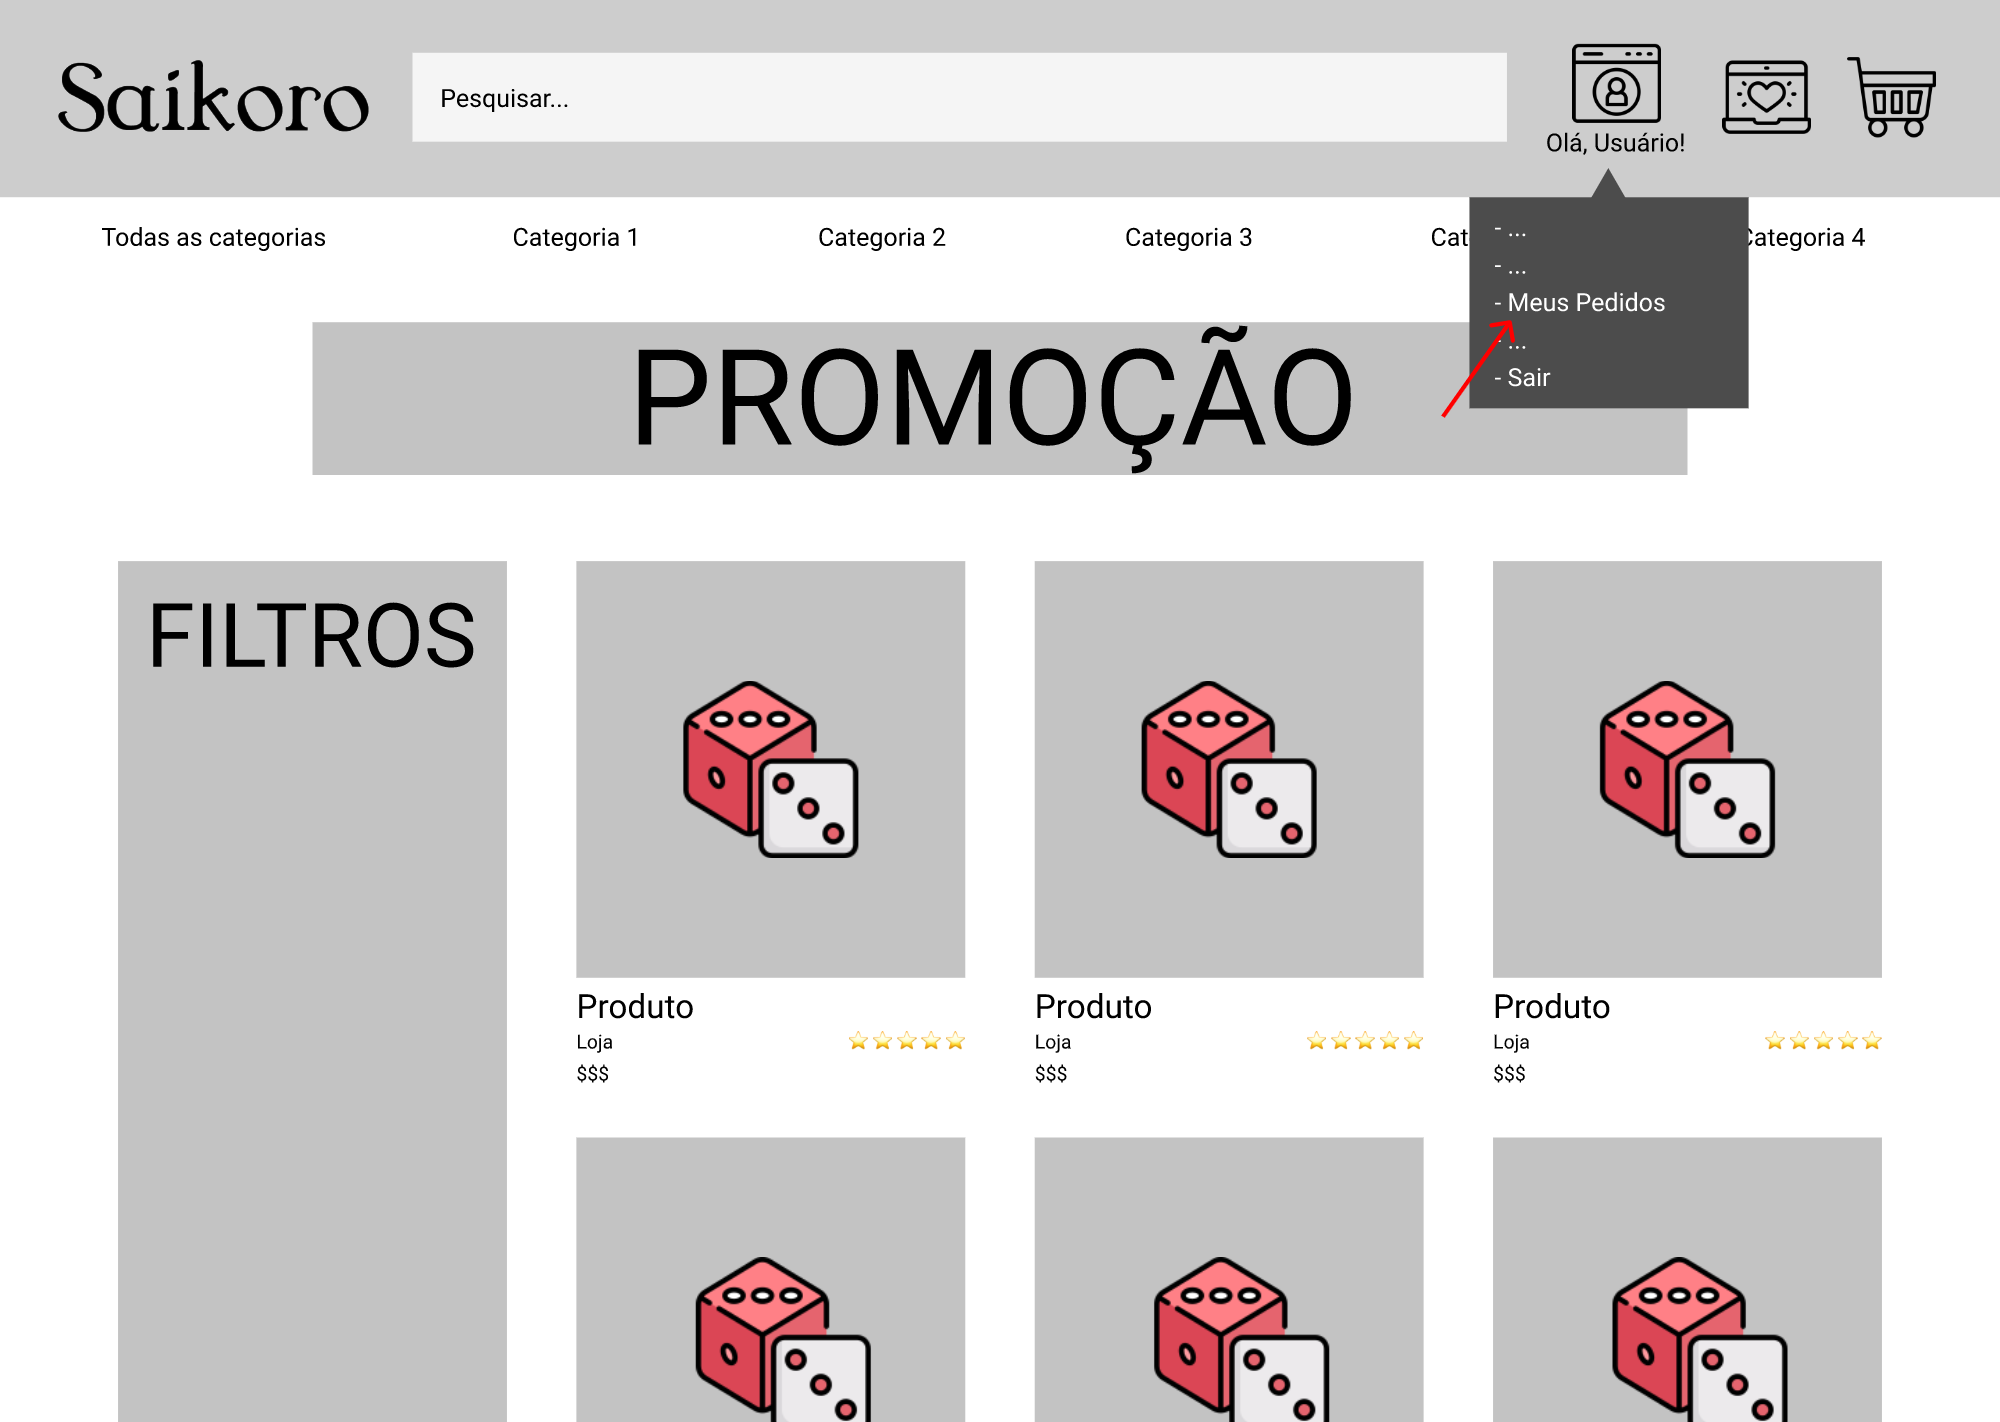 Saikoro
Pesquisar...
Olá, Usuário!
Todas as categorias
Categoria 1
Categoria 2
Categoria 3
Cat
Categoria 4
- ...
- ...
- Meus Pedidos
- ...
- Sair
PROMOÇÃO
FILTROS
Produto
Loja
$$$
Produto
Loja
$$$
Produto
Loja
$$$